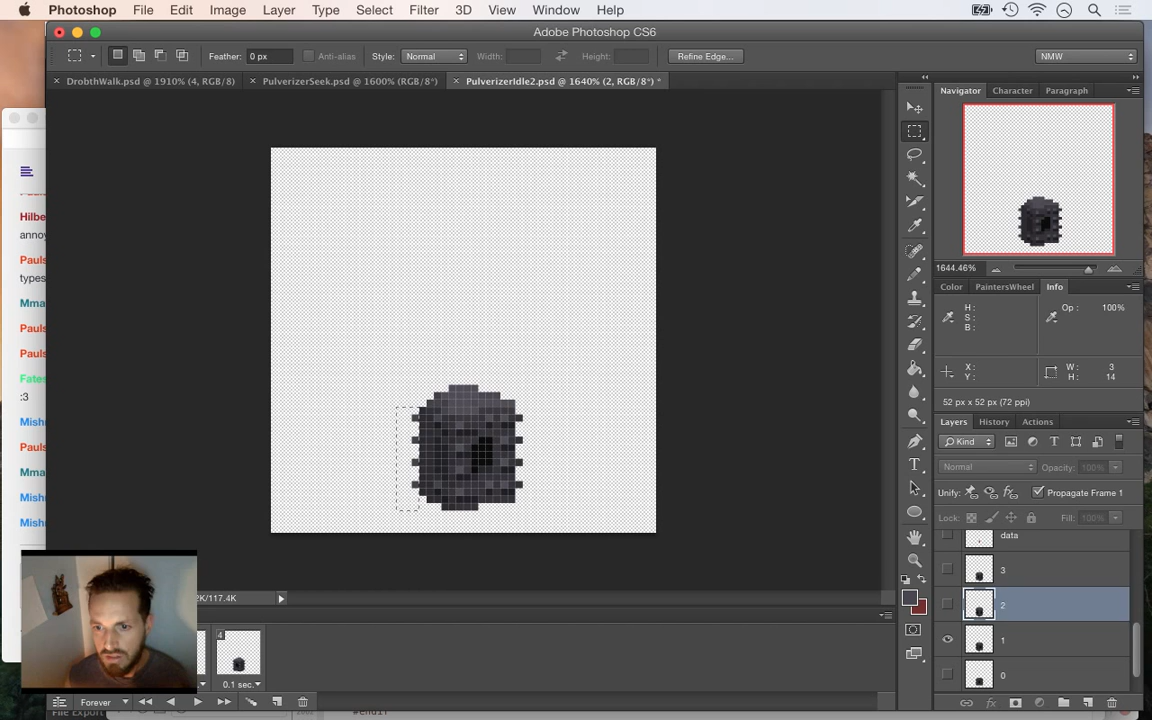 Photoshop File Edit Image Layer Type Select Filter 3D View Window Help
Adobe Photoshop CS6
Feather: 0 px Anti-alias Style: Normal Width: Height: Refine Edge... NMW
DrobthWalk.psd @ 1910% (4, RGB/8) PulverizerSeek.psd @ 1600% (RGB/8*) PulverizerIdle2.psd @ 1640% (2, RGB/8*) *
Navigator Character Paragraph
1644.46%
Color PaintersWheel Info
H: Op: 100%
S:
B:
X: W: 3
Y: H: 14
52 px x 52 px (72 ppi)
Layers History Actions
Kind
Normal Opacity: 100%
Unify: Propagate Frame 1
Lock: Fill: 100%
data
3
2
1
0
Hilbe
annoy
Pauls
types
Mma
Pauls
Pauls
Fates
:3
Mish
Pauls
Mma
Mish
Mish
2K/117.4K
4
0.1 sec.
Forever
File Export
#endif